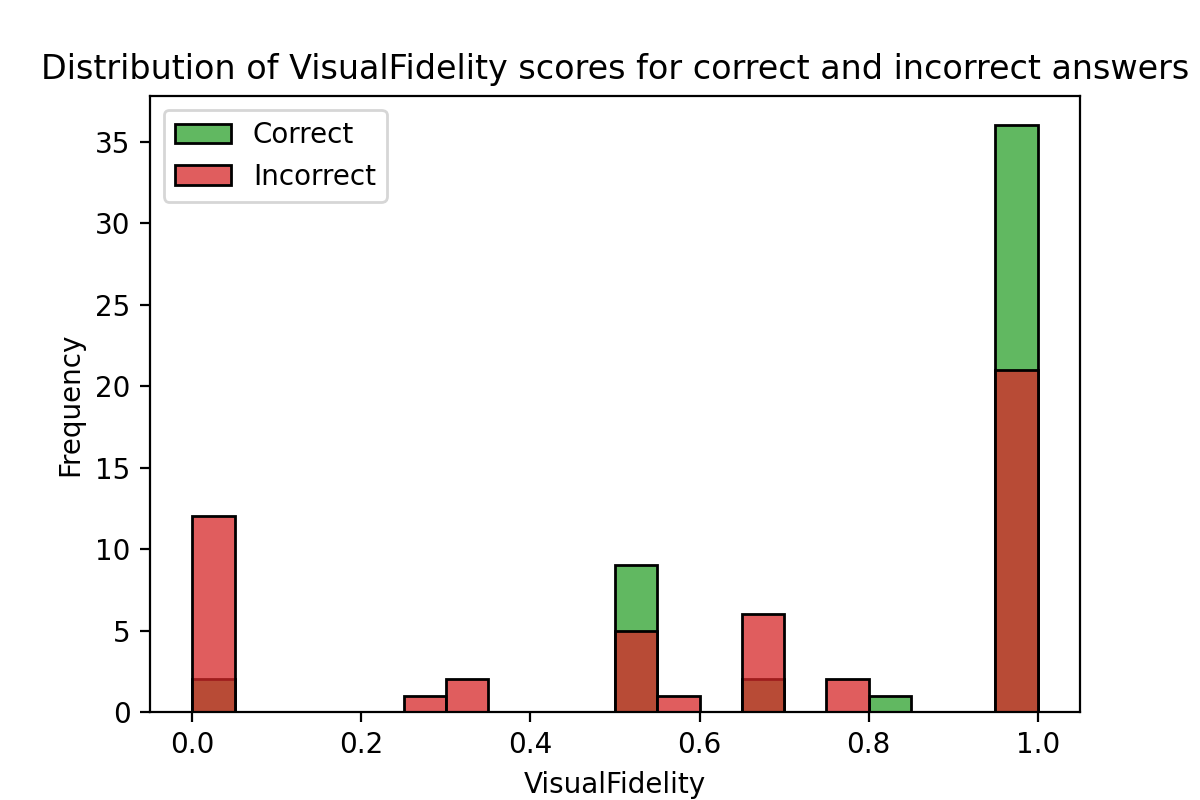 Distribution of VisualFidelity scores for correct and incorrect answers
Correct
Incorrect
35
30
25
20
15
10
5
0
Frequency
0.0 0.2 0.4 0.6 0.8 1.0
VisualFidelity